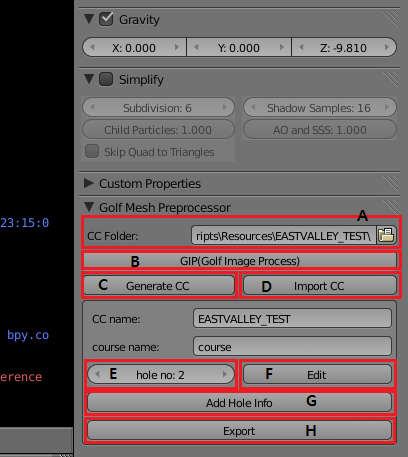 Gravity
X: 0.000 Y: 0.000 Z: -9.810
Simplify
Subdivision: 6 Shadow Samples: 16
Child Particles: 1.000 AO and SSS: 1.000
Skip Quad to Triangles
Custom Properties
Golf Mesh Preprocessor
A
23:15:0
CC Folder: ripts\Resources\EASTVALLEY_TEST\
B GIP(Golf Image Process)
C Generate CC D Import CC
CC name: EASTVALLEY_TEST
bpy.co
course name: course
erence
E hole no: 2 F Edit
Add Hole Info G
Export H